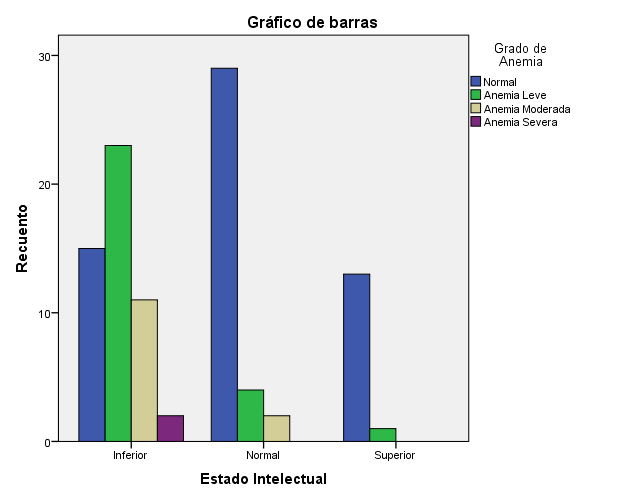 Gráfico de barras
Grado de
Anemia
Normal
Anemia Leve
Anemia Moderada
Anemia Severa
Recuento
30
20
10
0
Inferior
Normal
Superior
Estado Intelectual